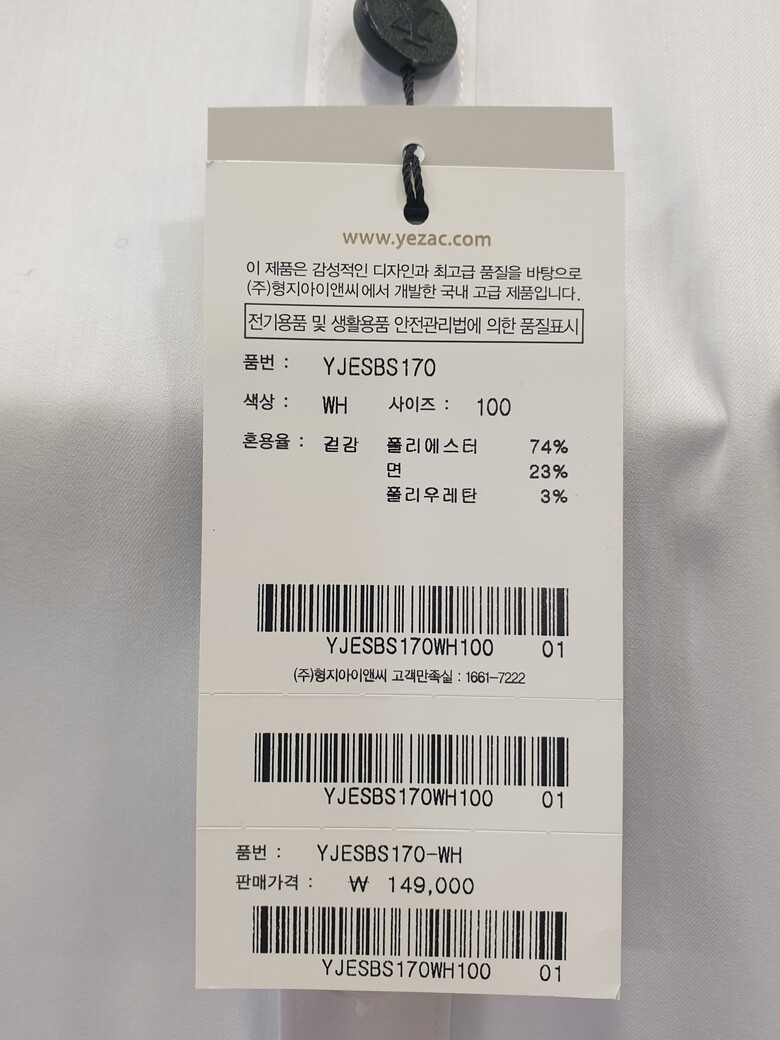 www.yezac.com
이 제품은 감성적인 디자인과 최고급 품질을 바탕으로
(주)형지아이앤씨에서 개발한 국내 고급 제품입니다.
전기용품 및 생활용품 안전관리법에 의한 품질표시
품번 : YJESBS170
색상 : WH 사이즈 : 100
혼용율 : 겉감 폴리에스터 74%
면 23%
폴리우레탄 3%
YJESBS170WH100 01
(주)형지아이앤씨 고객만족실 : 1661-7222
YJESBS170WH100 01
품번 : YJESBS170-WH
판매가격 : ₩ 149,000
YJESBS170WH100 01